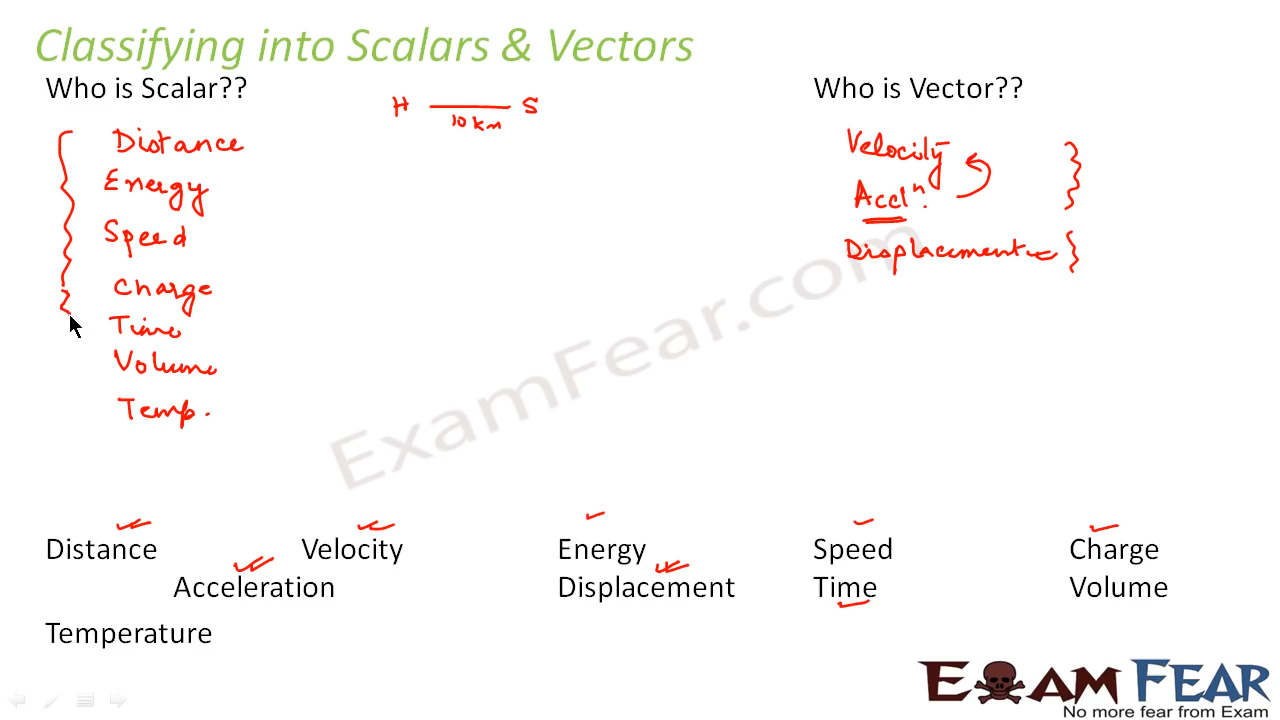 Classifying into Scalars & Vectors
Who is Scalar??
Who is Vector??
H S
10 km
Distance
Energy
Speed
Charge
Time
Volume
Temp.
Velocity
Acclⁿ.
Displacement
ExamFear.com
Distance Velocity Energy Speed Charge
Acceleration Displacement Time Volume
Temperature
EXAM FEAR
No more fear from Exam